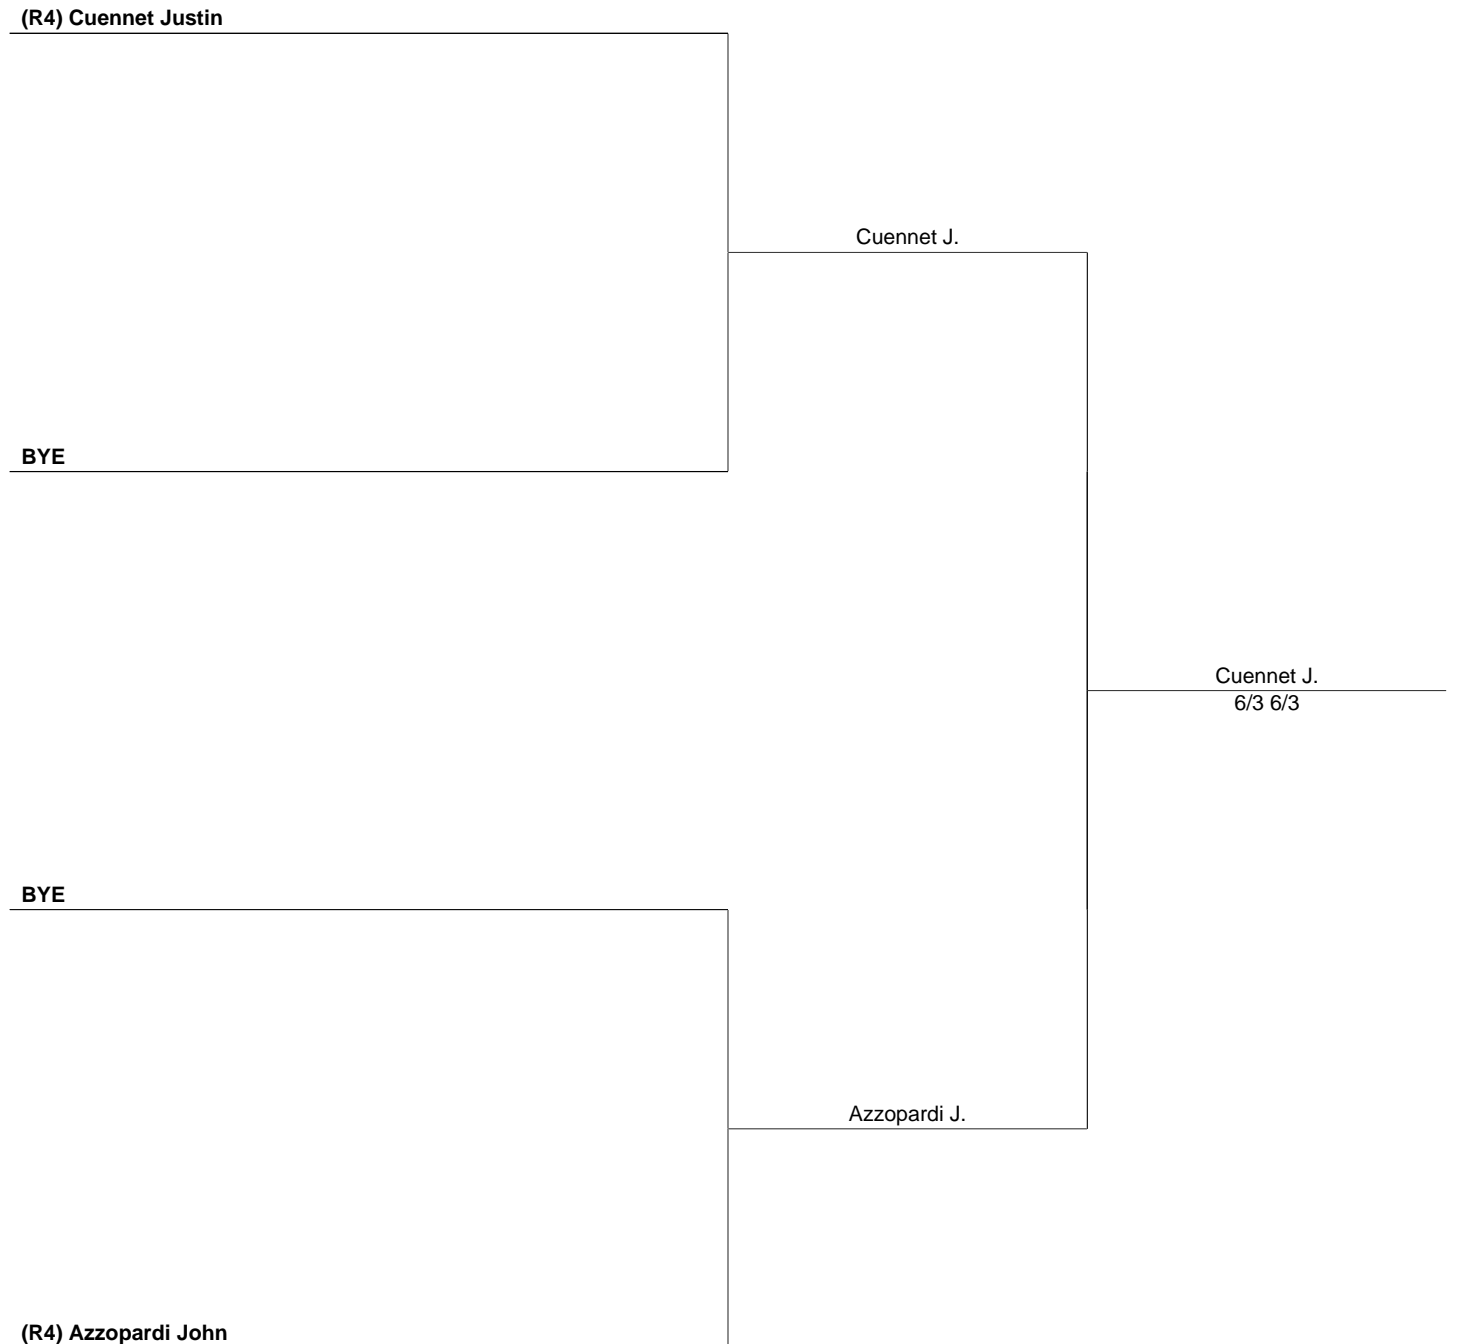 (R4) Cuennet Justin
Cuennet J.
BYE
Cuennet J.
6/3 6/3
BYE
Azzopardi J.
(R4) Azzopardi John